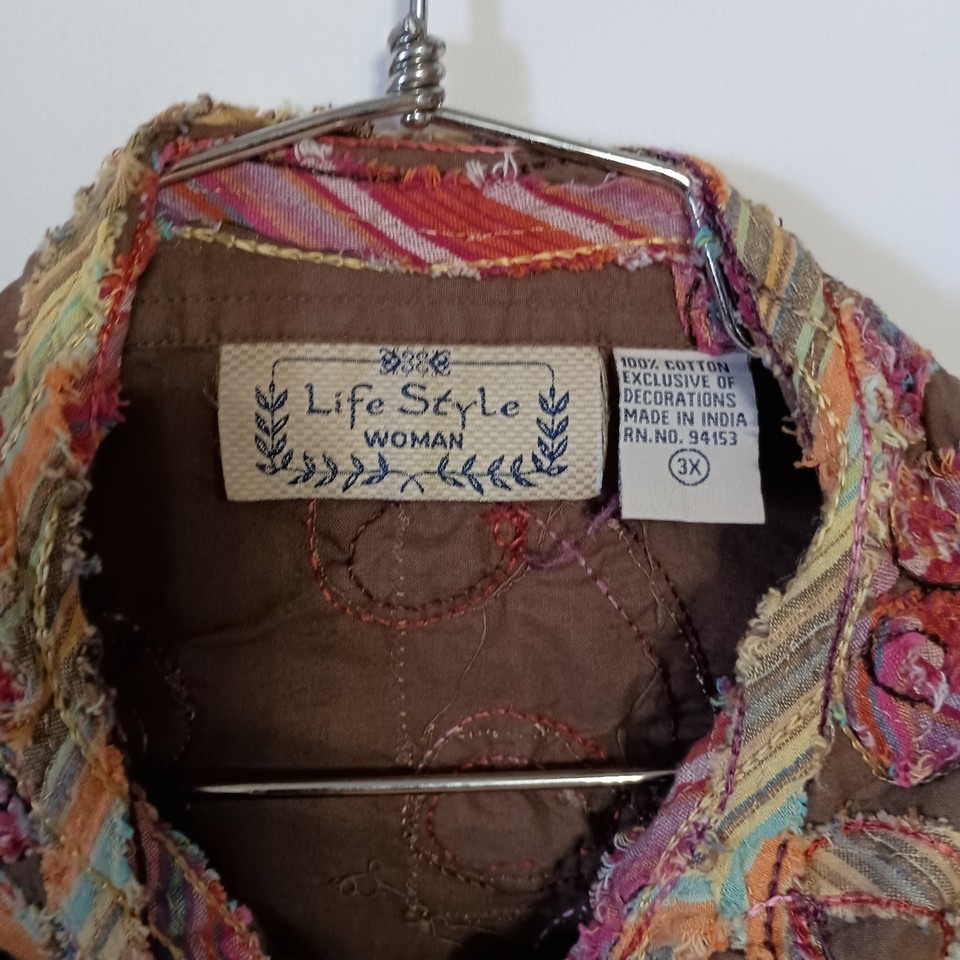 Life Style
WOMAN
100% COTTON
EXCLUSIVE OF
DECORATIONS
MADE IN INDIA
RN.NO. 94153
3X